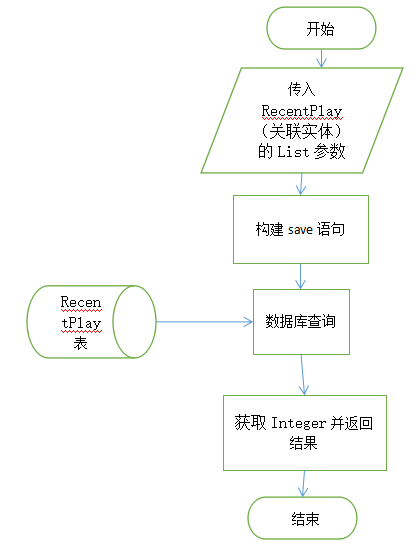 开始
传入
RecentPlay
（关联实体）
的 List 参数
构建 save 语句
Recen
tPlay
表
数据库查询
获取 Integer 并返回
结果
结束